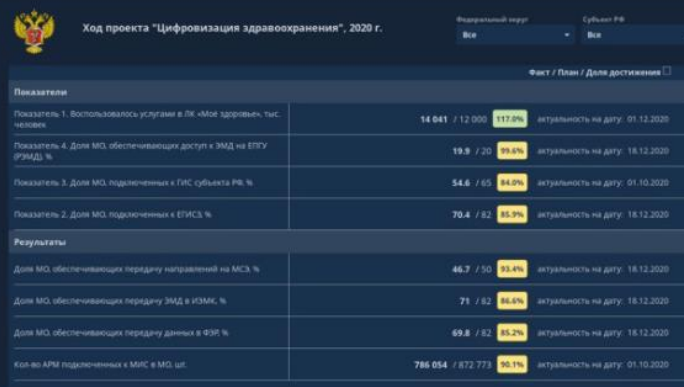 Ход проекта "Цифровизация здравоохранения", 2020 г.
Федеральный округ
Субъект РФ
Все
Все
Факт / План / Доля достижения
Показатели
Показатель 1. Воспользовалось услугами в ЛК «Моё здоровье», тыс.
человек
14 041 / 12 000 117.0% актуальность на дату: 01.12.2020
Показатель 4. Доля МО, обеспечивающих доступ к ЭМД на ЕПГУ
(РЭМД), %
19.9 / 20 99.6% актуальность на дату: 18.12.2020
Показатель 3. Доля МО, подключенных к ГИС субъекта РФ, %
54.6 / 65 84.0% актуальность на дату: 01.10.2020
Показатель 2. Доля МО, подключенных к ЕГИСЗ, %
70.4 / 82 85.9% актуальность на дату: 18.12.2020
Результаты
Доля МО, обеспечивающих передачу направлений на МСЭ, %
46.7 / 50 93.4% актуальность на дату: 18.12.2020
Доля МО, обеспечивающих передачу ЭМД в ИЭМК, %
71 / 82 86.6% актуальность на дату: 18.12.2020
Доля МО, обеспечивающих передачу данных в ФЭР, %
69.8 / 82 85.2% актуальность на дату: 18.12.2020
Кол-во АРМ подключенных к МИС в МО, шт.
786 054 / 872 773 90.1% актуальность на дату: 01.10.2020